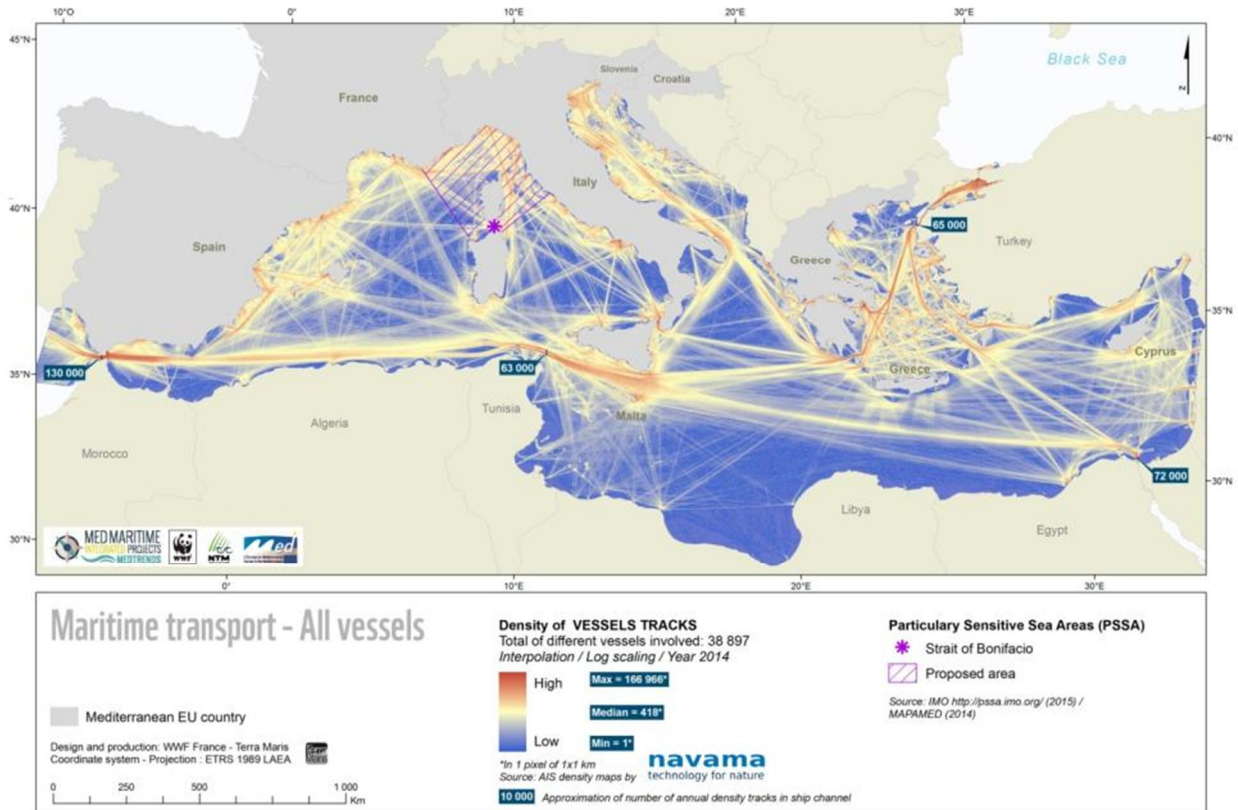 10°O 0° 10°E 20°E 30°E
45°N
Black Sea
Slovenia
Croatia
France
N
40°N
Italy
40°N
65 000
Spain
Turkey
Greece
35°N
Cyprus
Greece
130 000
63 000
35°N
Tunisia
Malta
Algeria
Morocco
72 000
30°N
Libya
Egypt
MED MARITIME
INTEGRATED PROJECTS
MEDTRENDS
WWF
NTM
Med
30°N
0° 10°E 20°E 30°E
Maritime transport - All vessels
Mediterranean EU country
Design and production: WWF France - Terra Maris
Coordinate system - Projection : ETRS 1989 LAEA
Terra
Maris
0 250 500 1 000
Km
Density of VESSELS TRACKS
Total of different vessels involved: 38 897
Interpolation / Log scaling / Year 2014
High
Max = 166 966*
Median = 418*
Low
Min = 1*
*In 1 pixel of 1x1 km
Source: AIS density maps by
navama
technology for nature
10 000 Approximation of number of annual density tracks in ship channel
Particulary Sensitive Sea Areas (PSSA)
Strait of Bonifacio
Proposed area
Source: IMO http://pssa.imo.org/ (2015) /
MAPAMED (2014)